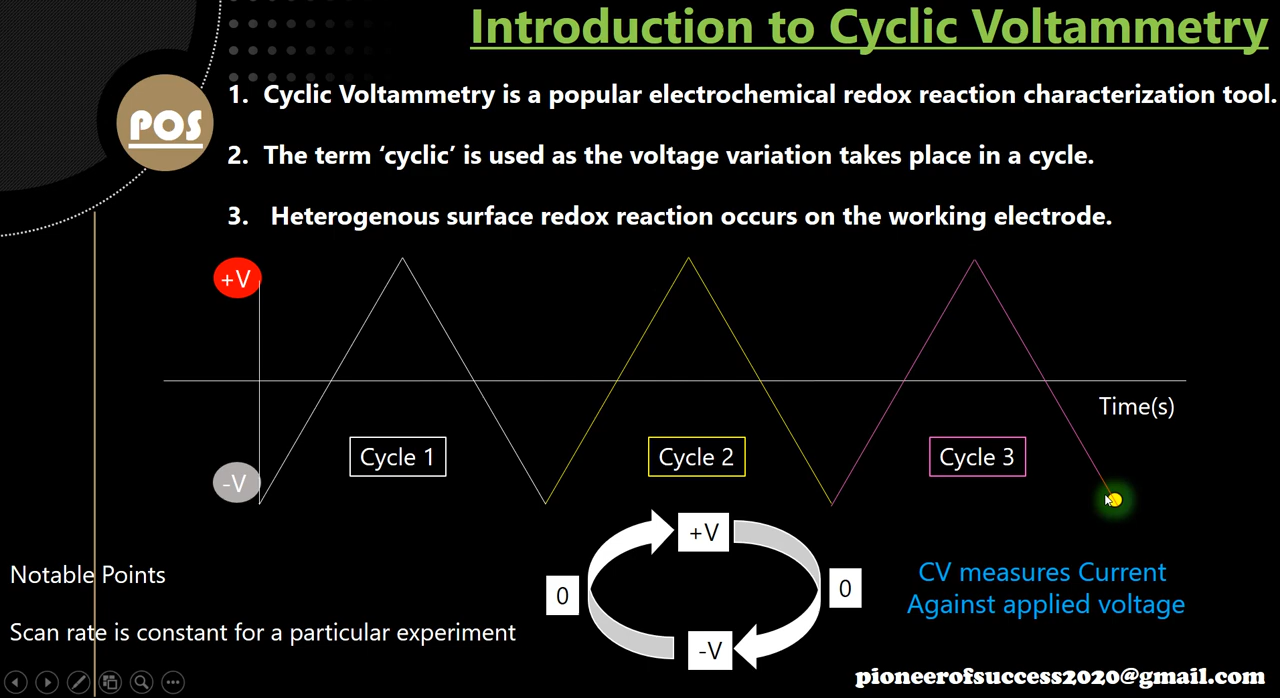 Introduction to Cyclic Voltammetry
POS
1. Cyclic Voltammetry is a popular electrochemical redox reaction characterization tool.
2. The term ‘cyclic’ is used as the voltage variation takes place in a cycle.
3. Heterogenous surface redox reaction occurs on the working electrode.
+V
Time(s)
Cycle 1
Cycle 2
Cycle 3
-V
+V
0
0
-V
Notable Points
Scan rate is constant for a particular experiment
CV measures Current
Against applied voltage
pioneerofsuccess2020@gmail.com